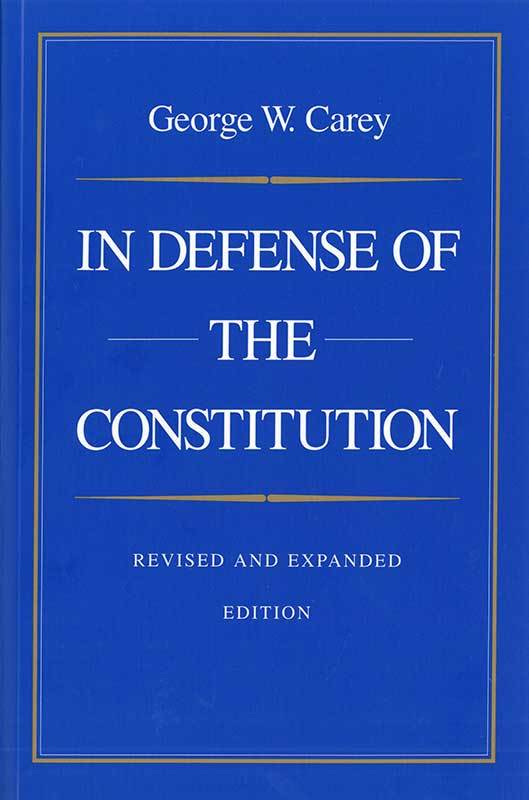 George W. Carey
IN DEFENSE OF
THE
CONSTITUTION
REVISED AND EXPANDED
EDITION